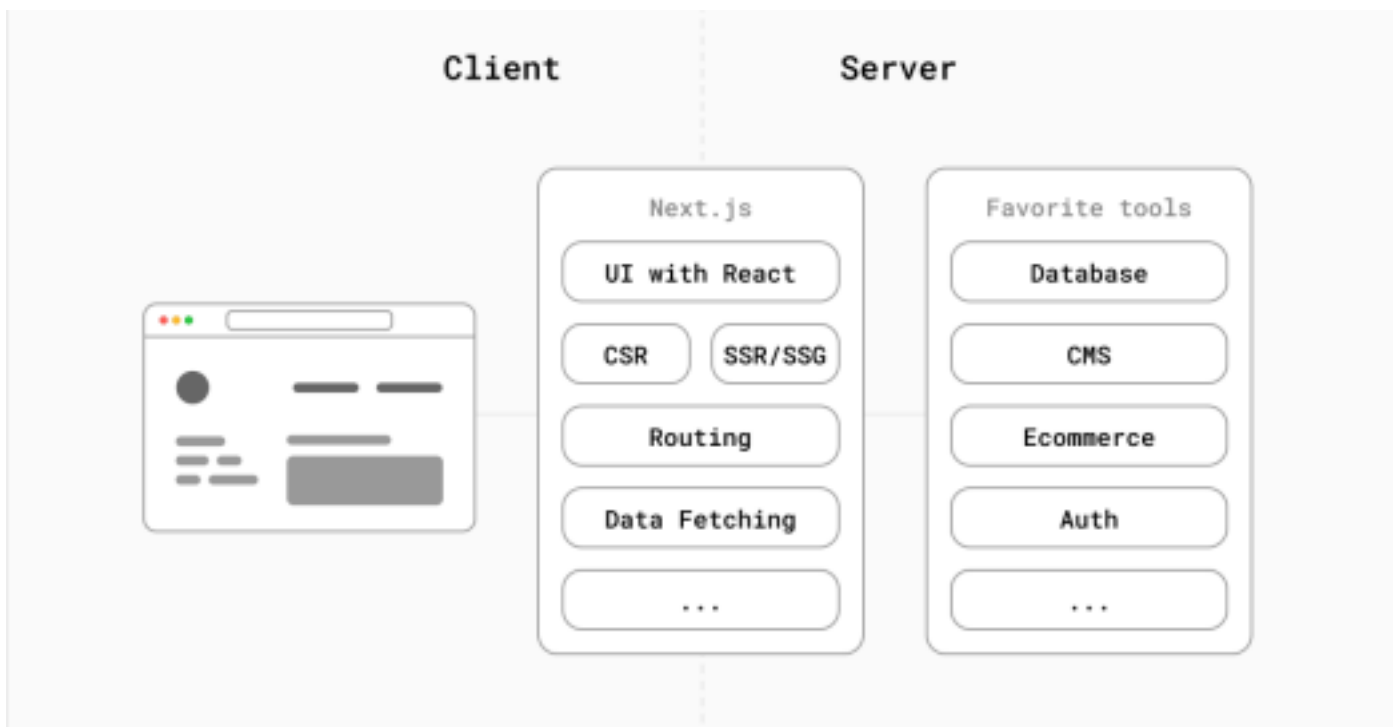 Client
Server
Next.js
UI with React
CSR
SSR/SSG
Routing
Data Fetching
...
Favorite tools
Database
CMS
Ecommerce
Auth
...